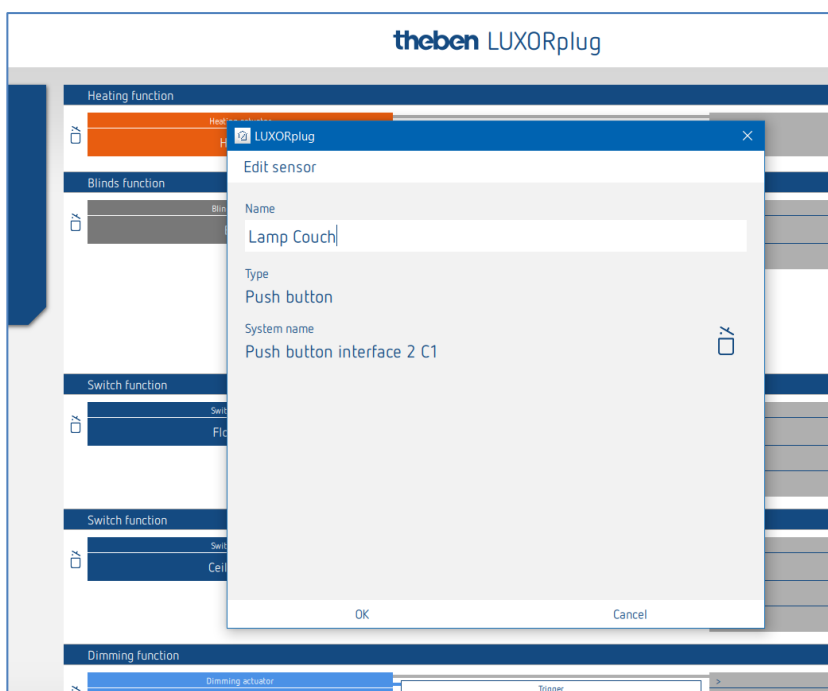 theben LUXORplug
Heating function
LUXORplug
Edit sensor
Blinds function
Name
Lamp Couch
Type
Push button
System name
Push button interface 2 C1
Switch function
Switch function
OK
Cancel
Dimming function
Dimming actuator
>
Trigger